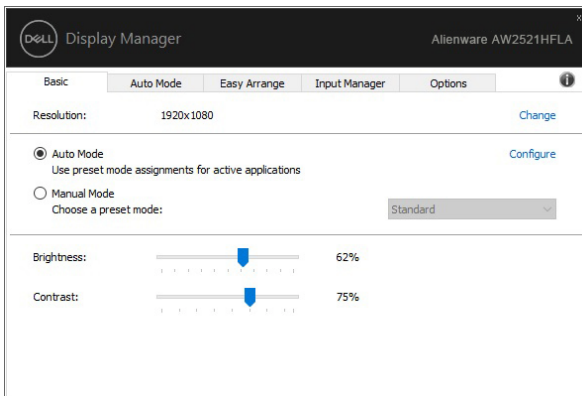 DELL Display Manager Alienware AW2521HFLA
Basic Auto Mode Easy Arrange Input Manager Options
Resolution: 1920x1080 Change
Auto Mode Configure
Use preset mode assignments for active applications
Manual Mode
Choose a preset mode: Standard
Brightness: 62%
Contrast: 75%